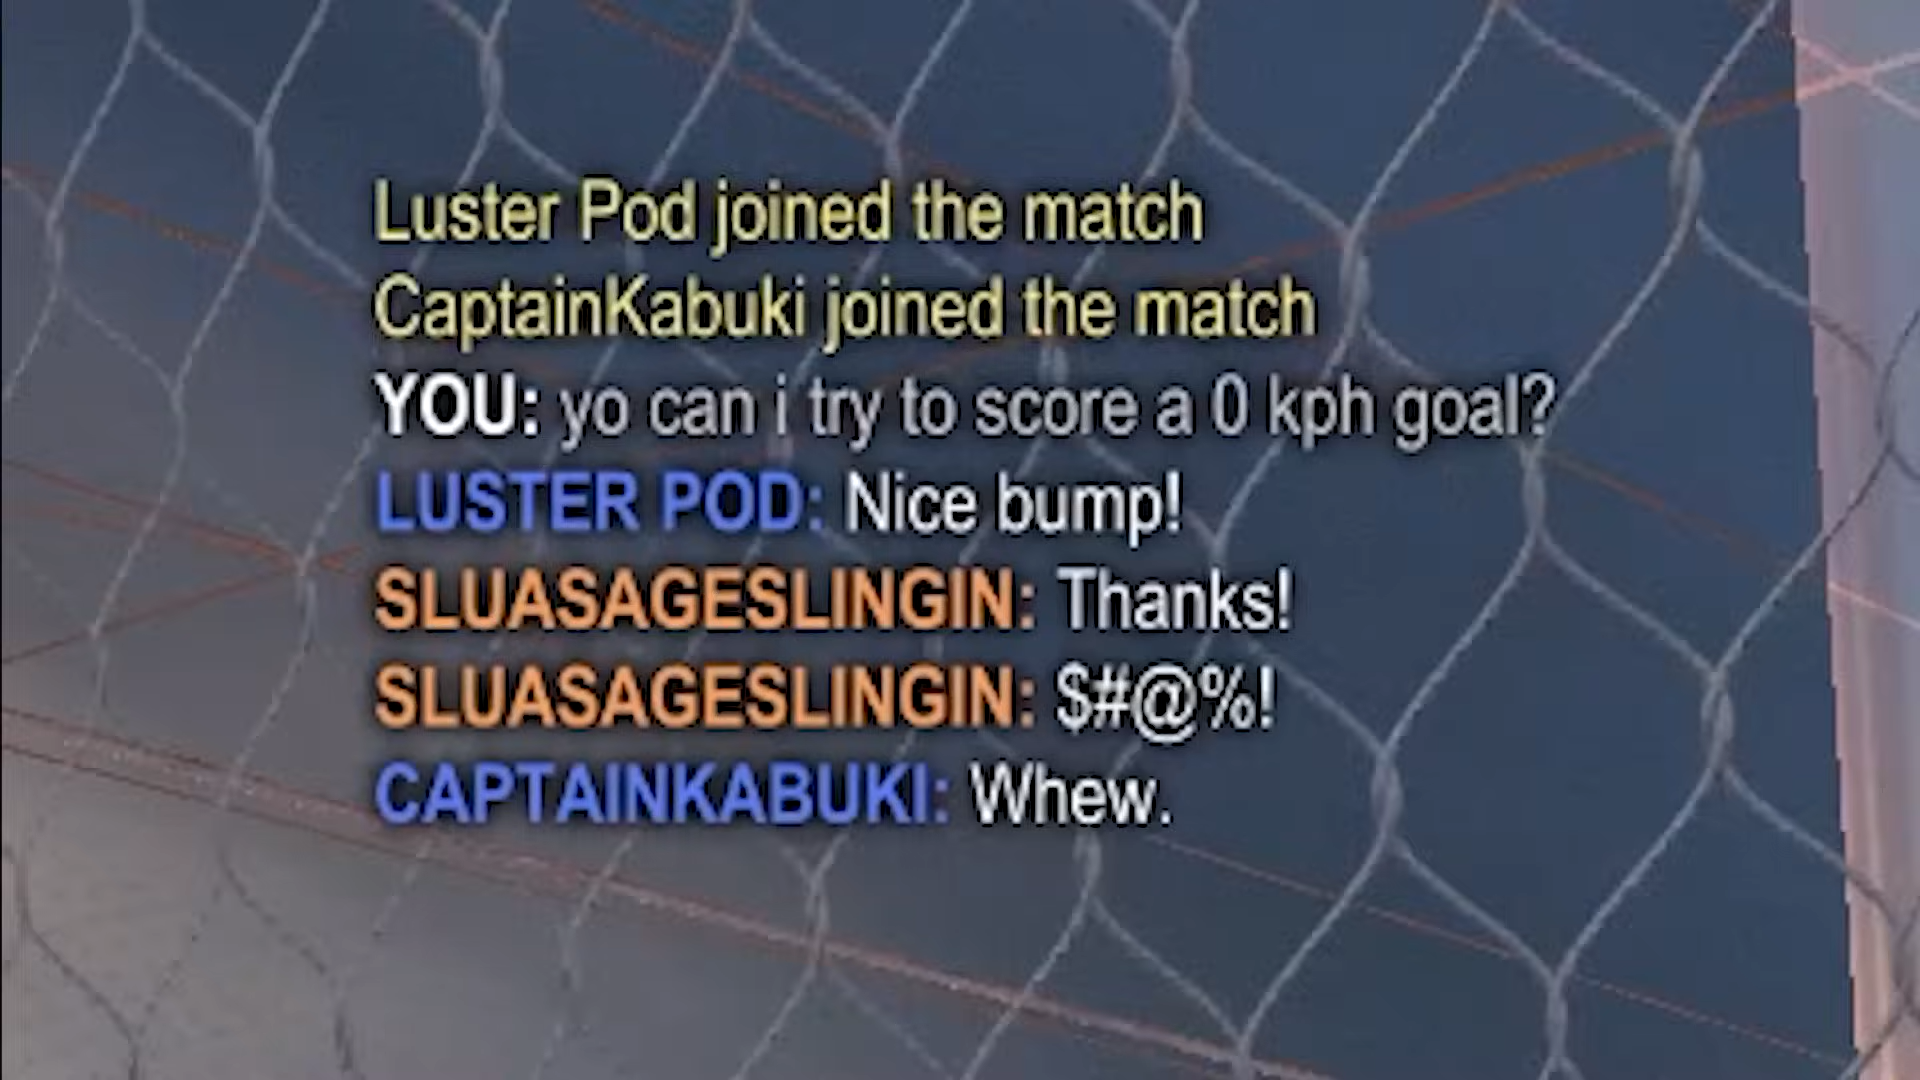 Luster Pod joined the match
CaptainKabuki joined the match
YOU: yo can i try to score a 0 kph goal?
LUSTER POD: Nice bump!
SLUASAGESLINGIN: Thanks!
SLUASAGESLINGIN: $#@%!
CAPTAINKABUKI: Whew.